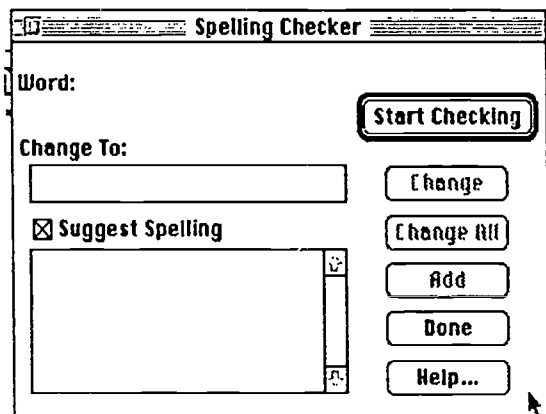 Spelling Checker
Word:
Start Checking
Change To:
Change
Suggest Spelling
Change All
Add
Done
Help...